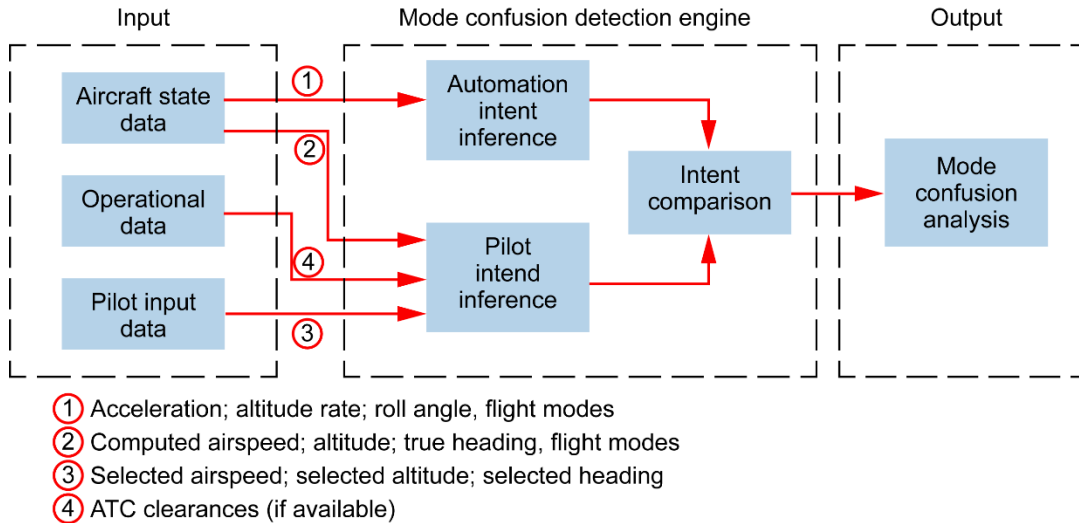 Input
Mode confusion detection engine
Output
Aircraft state
data
Operational
data
Pilot input
data
1
2
4
3
Automation
intent
inference
Pilot
intend
inference
Intent
comparison
Mode
confusion
analysis
1 Acceleration; altitude rate; roll angle, flight modes
2 Computed airspeed; altitude; true heading, flight modes
3 Selected airspeed; selected altitude; selected heading
4 ATC clearances (if available)